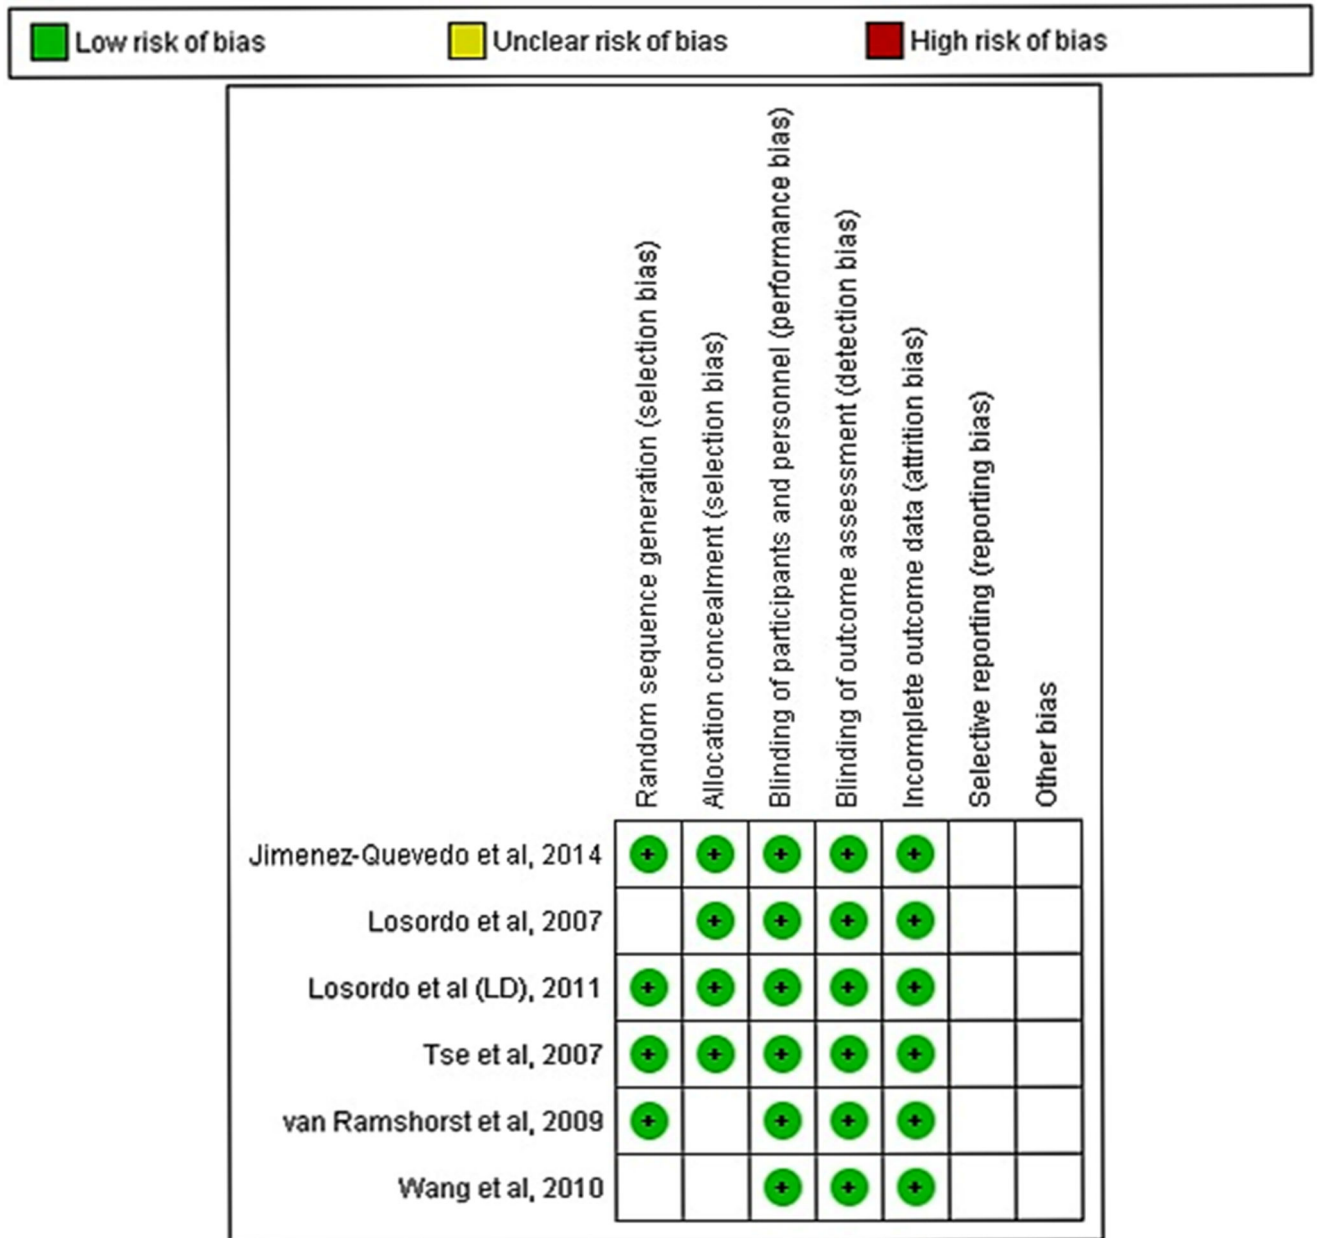 Low risk of bias
Unclear risk of bias
High risk of bias
Random sequence generation (selection bias)
Allocation concealment (selection bias)
Blinding of participants and personnel (performance bias)
Blinding of outcome assessment (detection bias)
Incomplete outcome data (attrition bias)
Selective reporting (reporting bias)
Other bias
Jimenez-Quevedo et al, 2014 + + + + +
Losordo et al, 2007 + + + +
Losordo et al (LD), 2011 + + + + +
Tse et al, 2007 + + + + +
van Ramshorst et al, 2009 + + + +
Wang et al, 2010 + + +